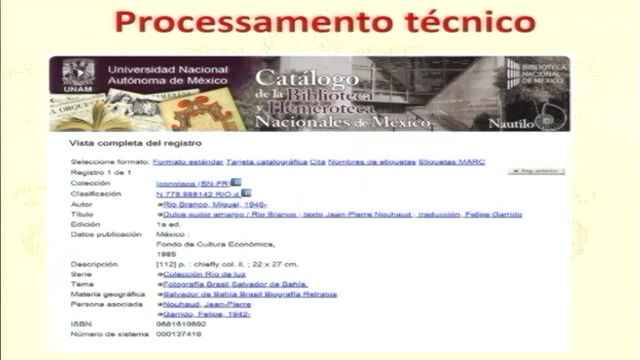 Processamento técnico
UNAM
Universidad Nacional
Autónoma de México
Catálogo
de la Biblioteca
y Hemeroteca
Nacionales de México
BIBLIOTECA
NACIONAL
DE MÉXICO
Nautilo
Vista completa del registro
Seleccione formato: Formato estándar Tarjeta catalográfica Cita Nombres de etiquetas Etiquetas MARC
Registro 1 de 1
Reg. anterior
Colección Iconoteca (BN-FR)
Clasificación N 779.988142 RIO.d.
Autor Rio Branco, Miguel, 1946-
Título Dulce sudor amargo / Rio Branco ; texto Jean-Pierre Nouhaud ; traducción, Felipe Garrido
Edición 1a ed.
Datos publicación México :
Fondo de Cultura Económica,
1985
Descripción [112] p. : chiefly col. il. ; 22 x 27 cm.
Serie Colección Río de luz
Tema Fotografía Brasil Salvador de Bahía.
Materia geográfica Salvador de Bahía Brasil Biografía Retratos
Persona asociada Nouhaud, Jean-Pierre
Garrido, Felipe, 1942-
ISBN
Número de sistema 000137416